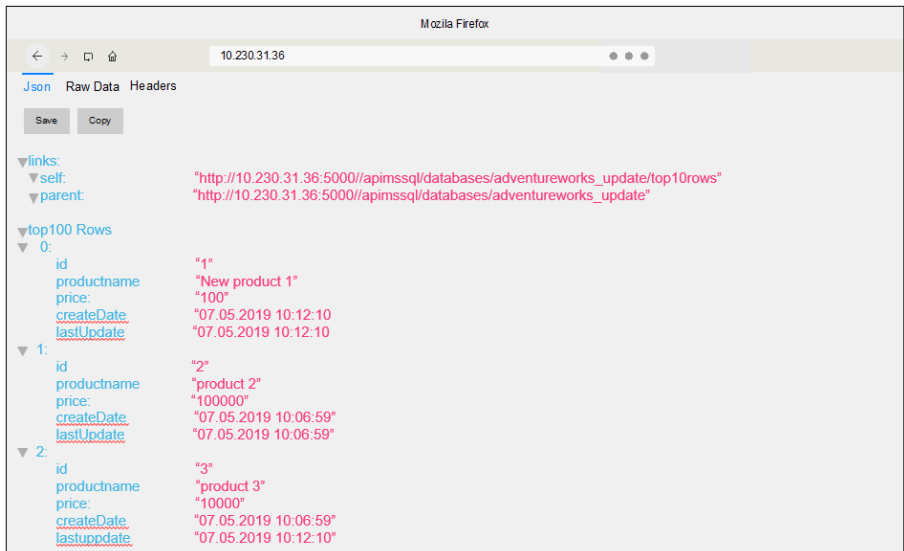 Mozila Firefox
10.230.31.36
Json Raw Data Headers
Save Copy
links:
self: “http://10.230.31.36:5000//apimssql/databases/adventureworks_update/top10rows”
parent: “http://10.230.31.36:5000//apimssql/databases/adventureworks_update”
top100 Rows
0:
id “1”
productname “New product 1”
price: “100”
createDate “07.05.2019 10:12:10
lastUpdate “07.05.2019 10:12:10
1:
id “2”
productname “product 2”
price: “100000”
createDate “07.05.2019 10:06:59”
lastUpdate “07.05.2019 10:06:59”
2:
id “3”
productname “product 3”
price: “10000”
createDate “07.05.2019 10:06:59”
lastuppdate “07.05.2019 10:12:10”